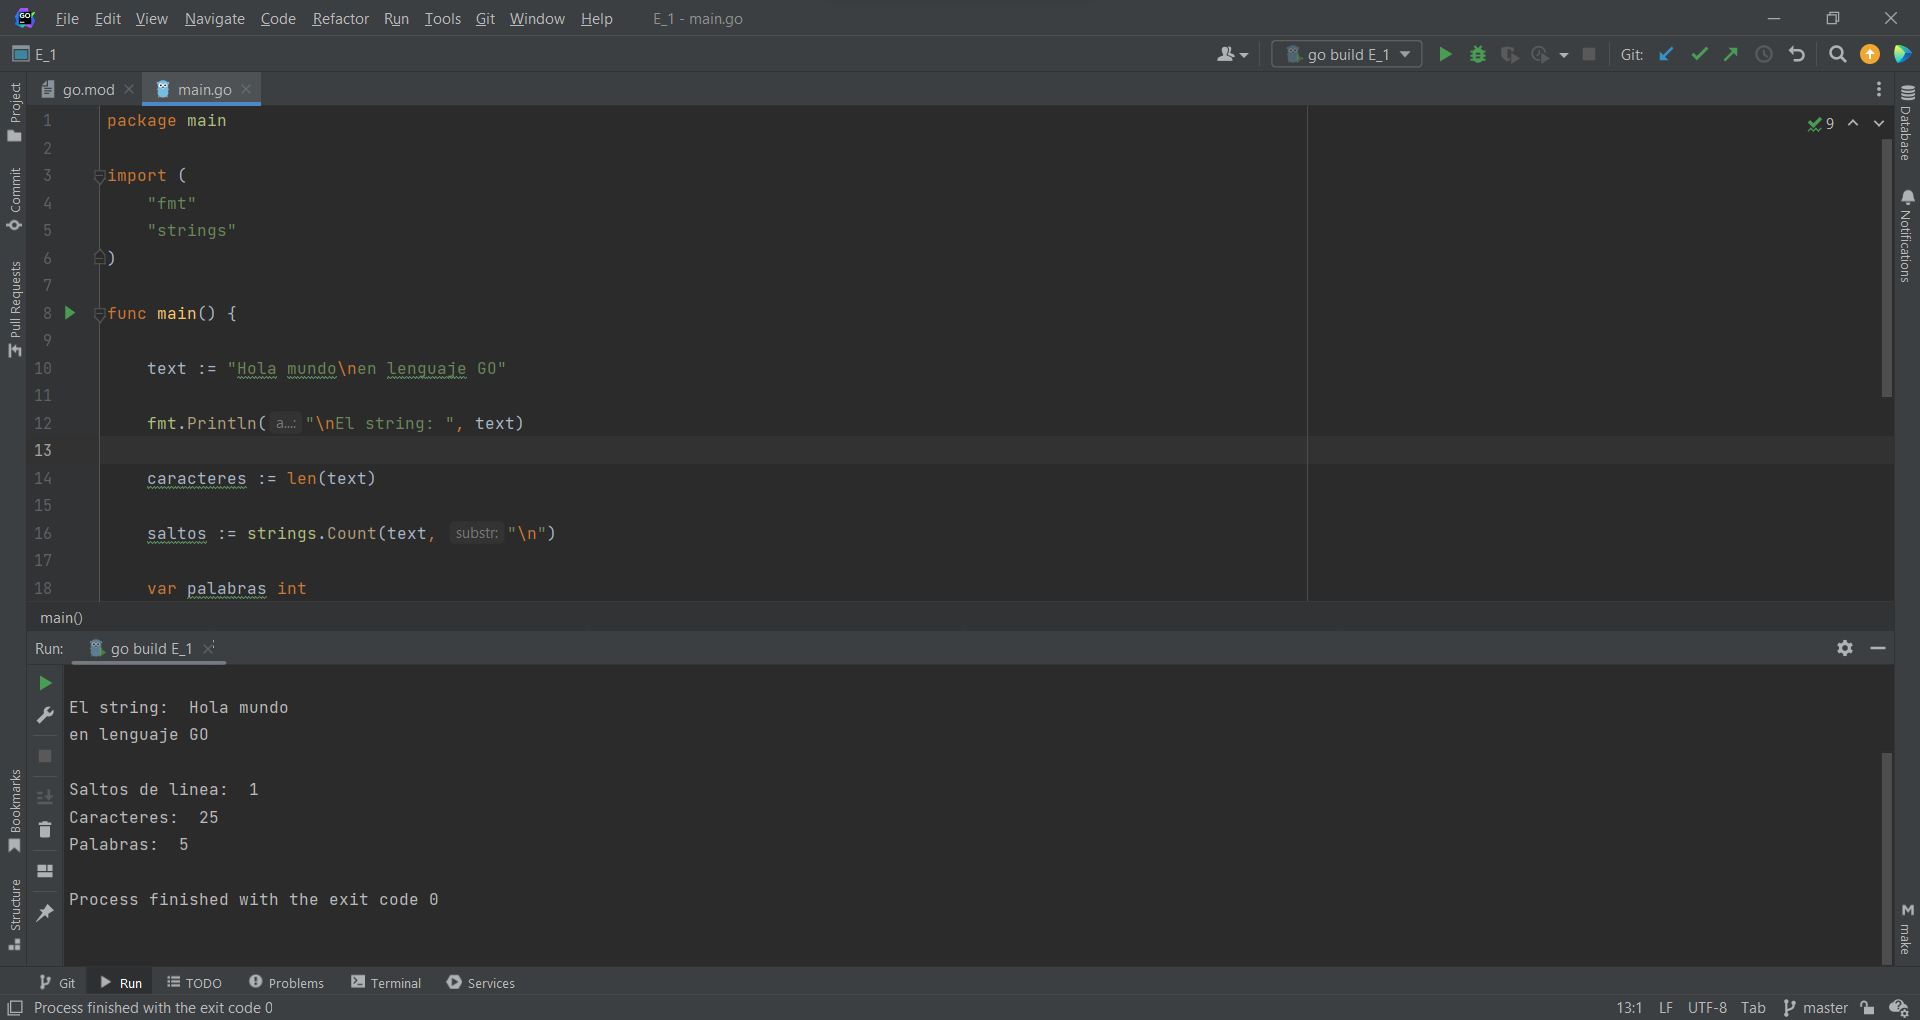 File Edit View Navigate Code Refactor Run Tools Git Window Help E_1 - main.go
E_1 go build E_1 Git:
go.mod main.go
Project
Commit
Pull Requests
Bookmarks
Structure
Database
Notifications
make
9
1 package main
2
3 import (
4 "fmt"
5 "strings"
6 )
7
8 func main() {
9
10 text := "Hola mundo\nen lenguaje GO"
11
12 fmt.Println( a...: "\nEl string: ", text)
13
14 caracteres := len(text)
15
16 saltos := strings.Count(text, substr: "\n")
17
18 var palabras int
main()
Run: go build E_1
El string:  Hola mundo
en lenguaje GO
Saltos de linea:  1
Caracteres:  25
Palabras:  5
Process finished with the exit code 0
Git Run TODO Problems Terminal Services
Process finished with the exit code 0 13:1 LF UTF-8 Tab master